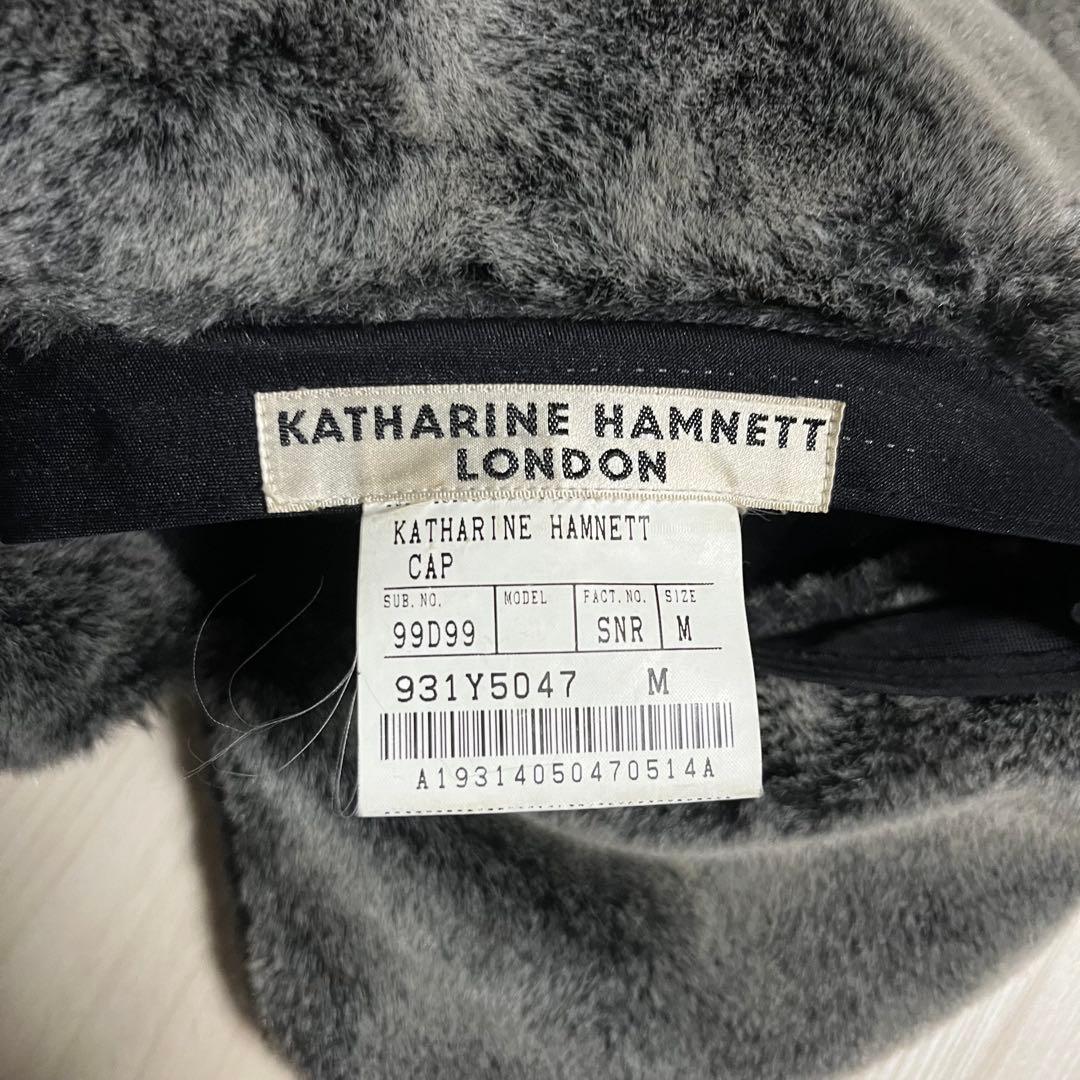 KATHARINE HAMNETT
LONDON
KATHARINE HAMNETT
CAP
SUB. NO. MODEL FACT. NO. SIZE
99D99 SNR M
931Y5047 M
A19314050470514A